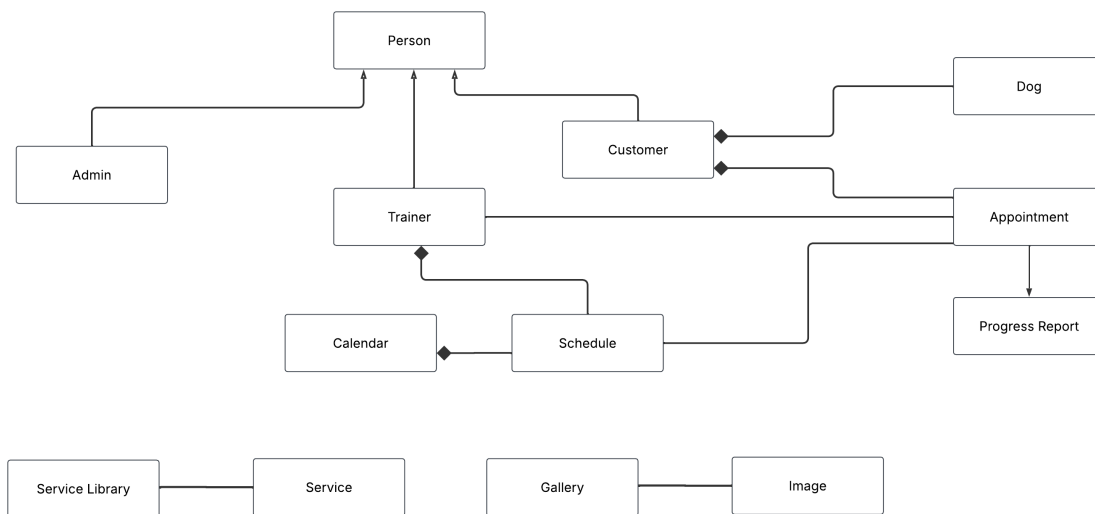 Person
Dog
Customer
Admin
Trainer
Appointment
Progress Report
Calendar
Schedule
Service Library
Service
Gallery
Image